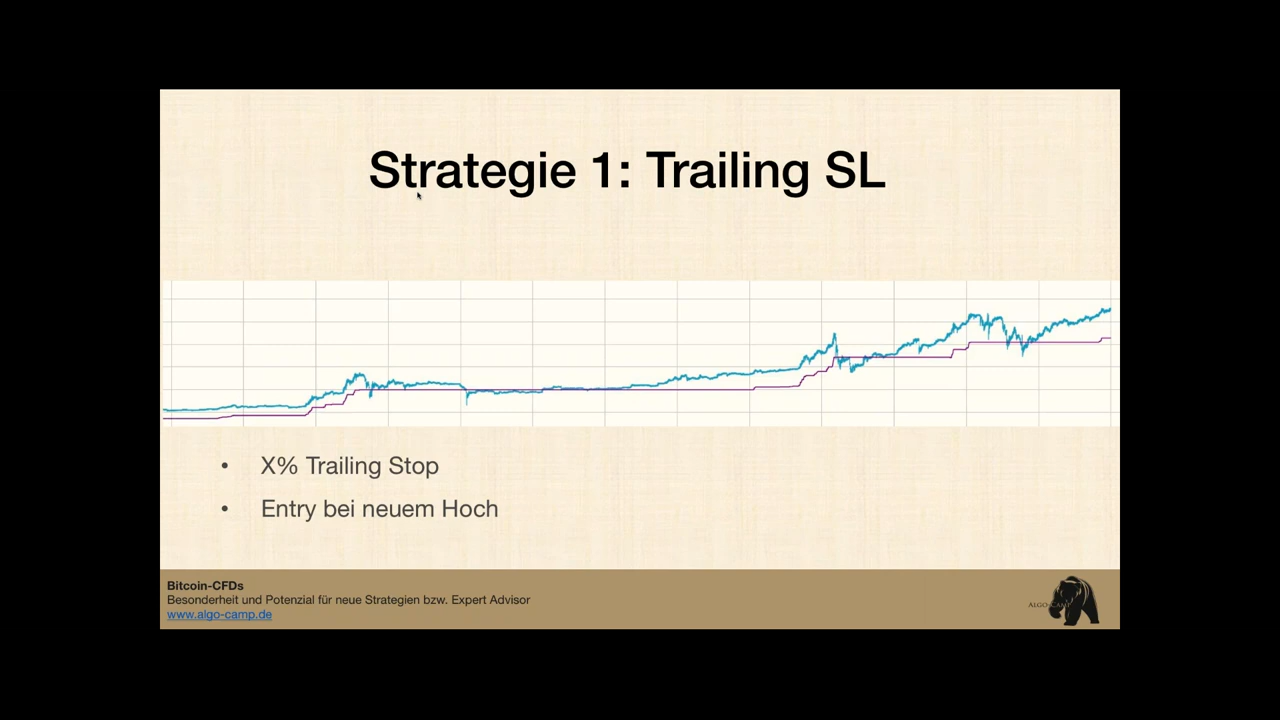 Strategie 1: Trailing SL
• X% Trailing Stop
• Entry bei neuem Hoch
Bitcoin-CFDs
Besonderheit und Potenzial für neue Strategien bzw. Expert Advisor
www.algo-camp.de
ALGO-CAMP